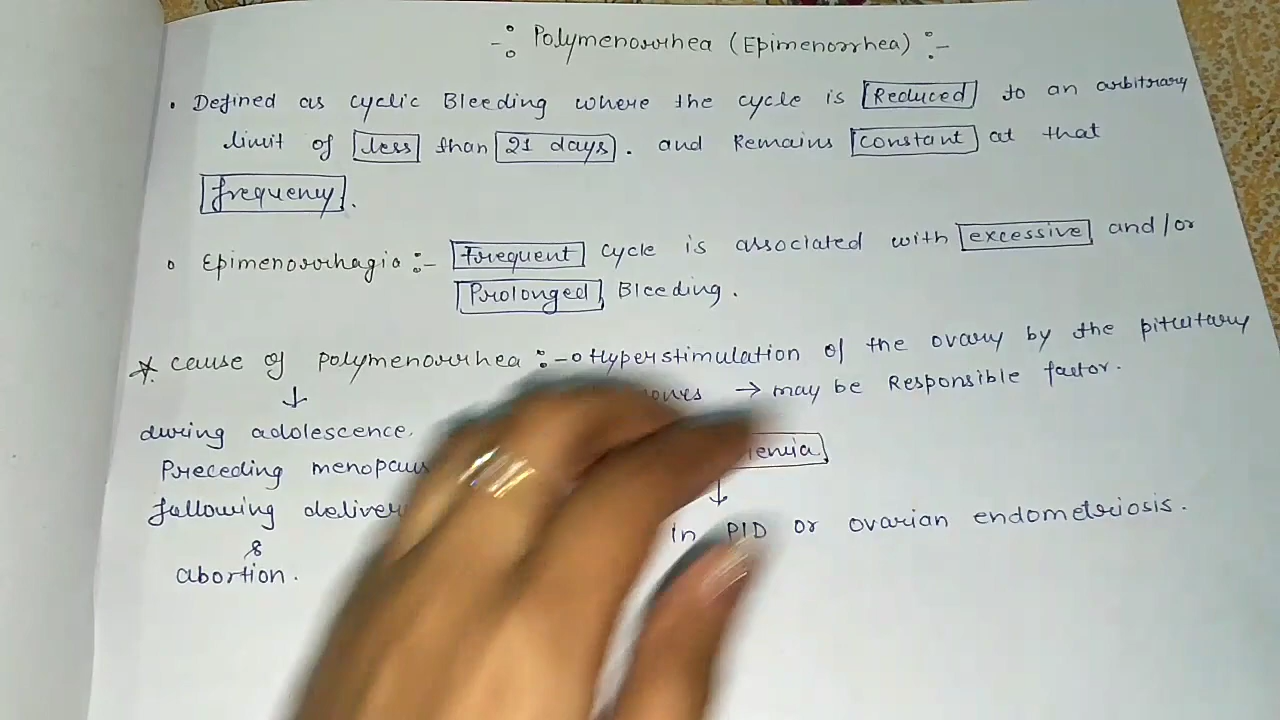 -: Polymenorrhea (Epimenorrhea) :-
• Defined as cyclic Bleeding where the cycle is Reduced to an arbitrary
limit of less than 21 days. and Remains constant at that
frequency.
• Epimenorrhagia :- Frequent cycle is associated with excessive and/or
Prolonged Bleeding.
* cause of polymenorrhea :- Hyperstimulation of the ovary by the pituitary
→ may be Responsible factor.
↓
during adolescence.
Preceding
following
&
abortion.
↓
in PID or ovarian endometriosis.